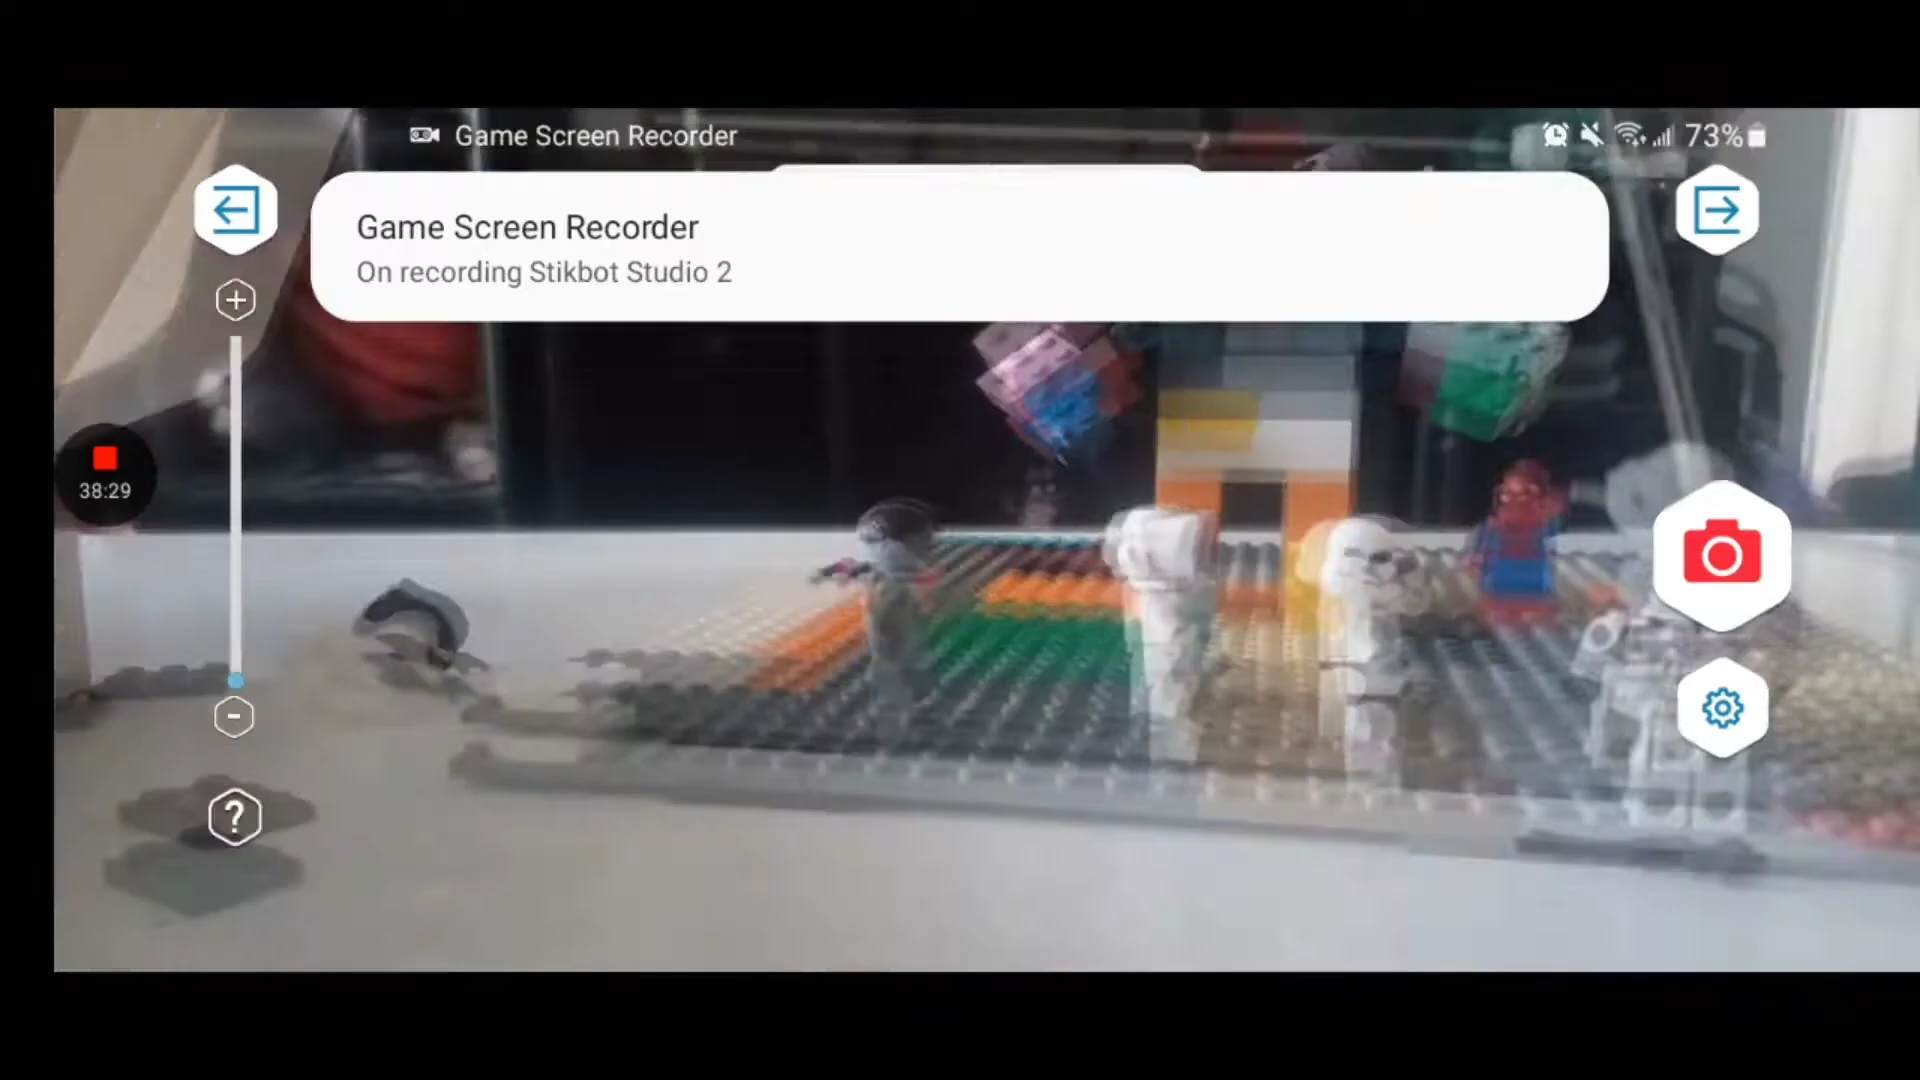 Game Screen Recorder
73%
Game Screen Recorder
On recording Stikbot Studio 2
38:29
?